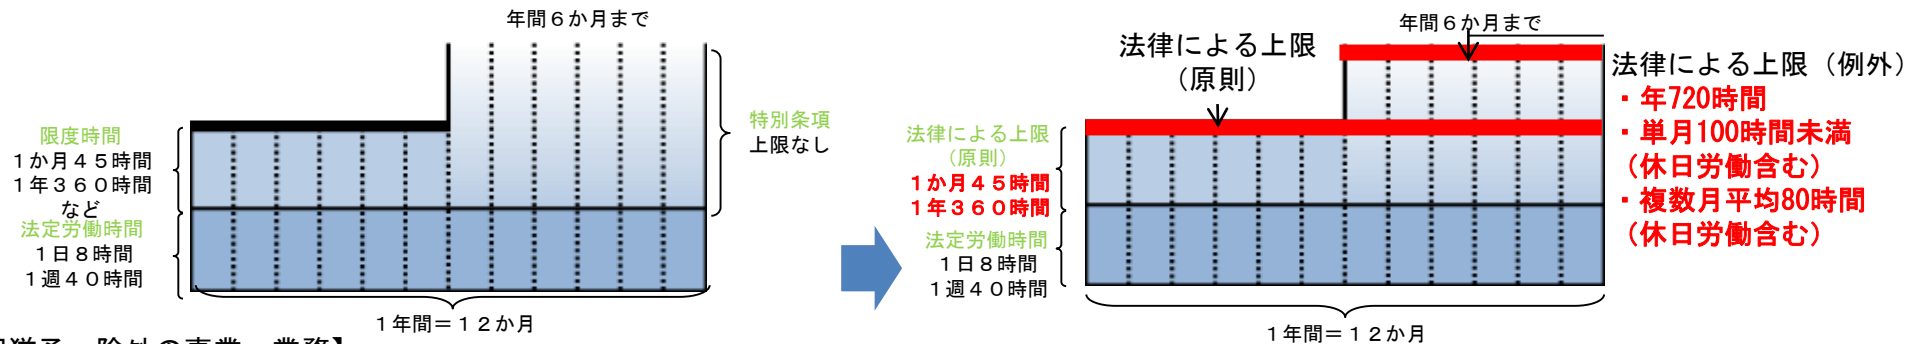 年間６か月まで
限度時間
１か月４５時間
１年３６０時間
など
法定労働時間
１日８時間
１週４０時間
特別条項
上限なし
１年間＝１２か月
年間６か月まで
法律による上限
（原則）
法律による上限
（原則）
１か月４５時間
１年３６０時間
法定労働時間
１日８時間
１週４０時間
法律による上限（例外）
・年720時間
・単月100時間未満
（休日労働含む）
・複数月平均80時間
（休日労働含む）
１年間＝１２か月